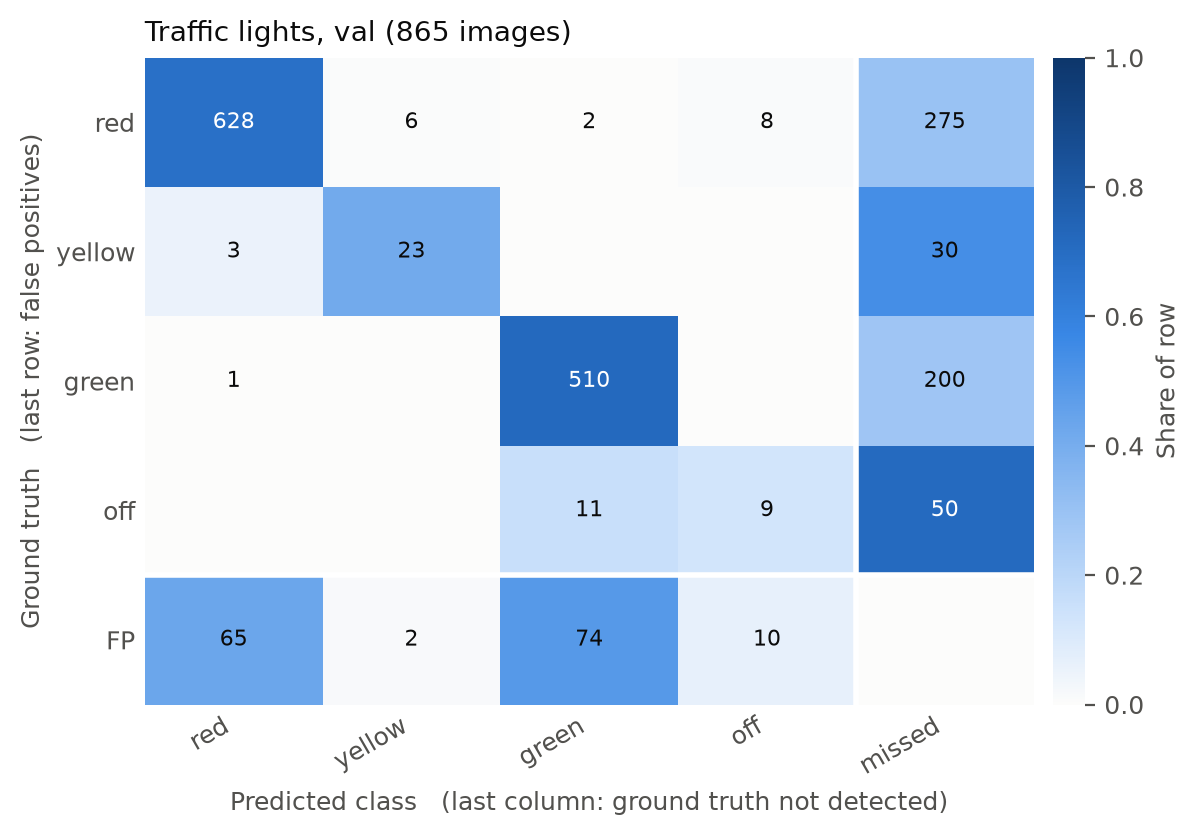 Traffic lights, val (865 images)
red 628 6 2 8 275
yellow 3 23 30
green 1 510 200
off 11 9 50
FP 65 2 74 10
red yellow green off missed
Predicted class (last column: ground truth not detected)
Ground truth (last row: false positives)
1.0
0.8
0.6
0.4
0.2
0.0
Share of row